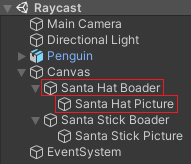 Raycast
Main Camera
Directional Light
Penguin
Canvas
Santa Hat Boader
Santa Hat Picture
Santa Stick Boader
Santa Stick Picture
EventSystem